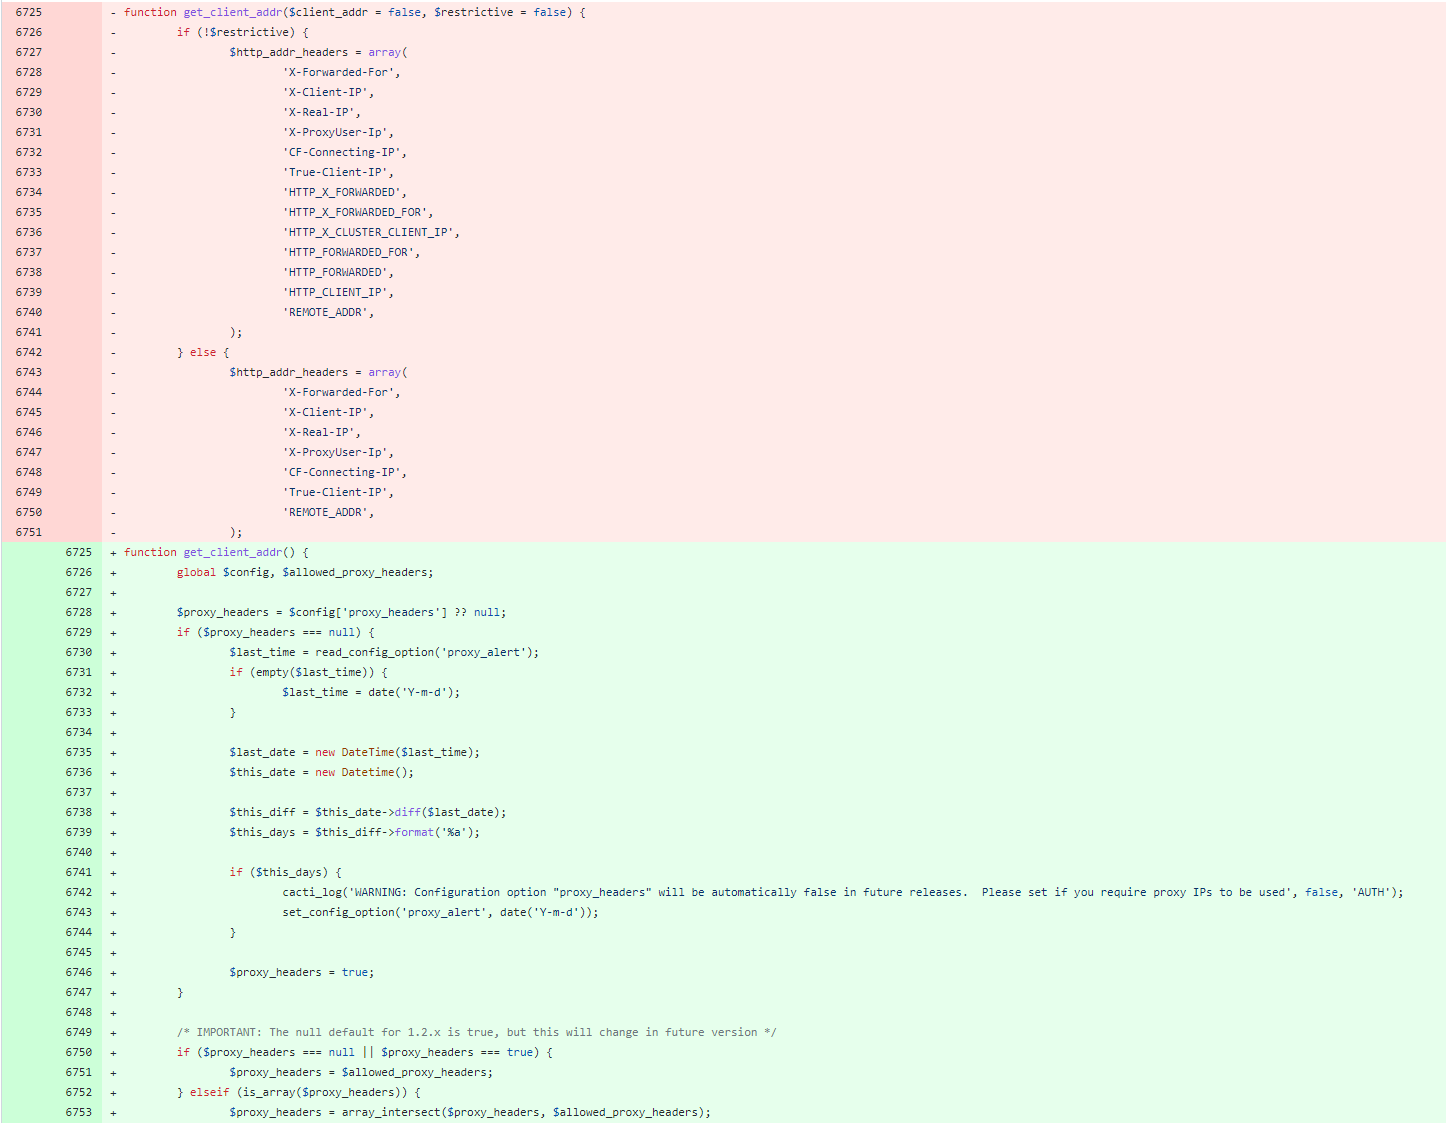 6725 - function get_client_addr($client_addr = false, $restrictive = false) {
6726 - if (!$restrictive) {
6727 - $http_addr_headers = array(
6728 - 'X-Forwarded-For',
6729 - 'X-Client-IP',
6730 - 'X-Real-IP',
6731 - 'X-ProxyUser-Ip',
6732 - 'CF-Connecting-IP',
6733 - 'True-Client-IP',
6734 - 'HTTP_X_FORWARDED',
6735 - 'HTTP_X_FORWARDED_FOR',
6736 - 'HTTP_X_CLUSTER_CLIENT_IP',
6737 - 'HTTP_FORWARDED_FOR',
6738 - 'HTTP_FORWARDED',
6739 - 'HTTP_CLIENT_IP',
6740 - 'REMOTE_ADDR',
6741 - );
6742 - } else {
6743 - $http_addr_headers = array(
6744 - 'X-Forwarded-For',
6745 - 'X-Client-IP',
6746 - 'X-Real-IP',
6747 - 'X-ProxyUser-Ip',
6748 - 'CF-Connecting-IP',
6749 - 'True-Client-IP',
6750 - 'REMOTE_ADDR',
6751 - );
6725 + function get_client_addr() {
6726 + global $config, $allowed_proxy_headers;
6727 +
6728 + $proxy_headers = $config['proxy_headers'] ?? null;
6729 + if ($proxy_headers === null) {
6730 + $last_time = read_config_option('proxy_alert');
6731 + if (empty($last_time)) {
6732 + $last_time = date('Y-m-d');
6733 + }
6734 +
6735 + $last_date = new DateTime($last_time);
6736 + $this_date = new Datetime();
6737 +
6738 + $this_diff = $this_date->diff($last_date);
6739 + $this_days = $this_diff->format('%a');
6740 +
6741 + if ($this_days) {
6742 + cacti_log('WARNING: Configuration option "proxy_headers" will be automatically false in future releases.  Please set if you require proxy IPs to be used', false, 'AUTH');
6743 + set_config_option('proxy_alert', date('Y-m-d'));
6744 + }
6745 +
6746 + $proxy_headers = true;
6747 + }
6748 +
6749 + /* IMPORTANT: The null default for 1.2.x is true, but this will change in future version */
6750 + if ($proxy_headers === null || $proxy_headers === true) {
6751 + $proxy_headers = $allowed_proxy_headers;
6752 + } elseif (is_array($proxy_headers)) {
6753 + $proxy_headers = array_intersect($proxy_headers, $allowed_proxy_headers);